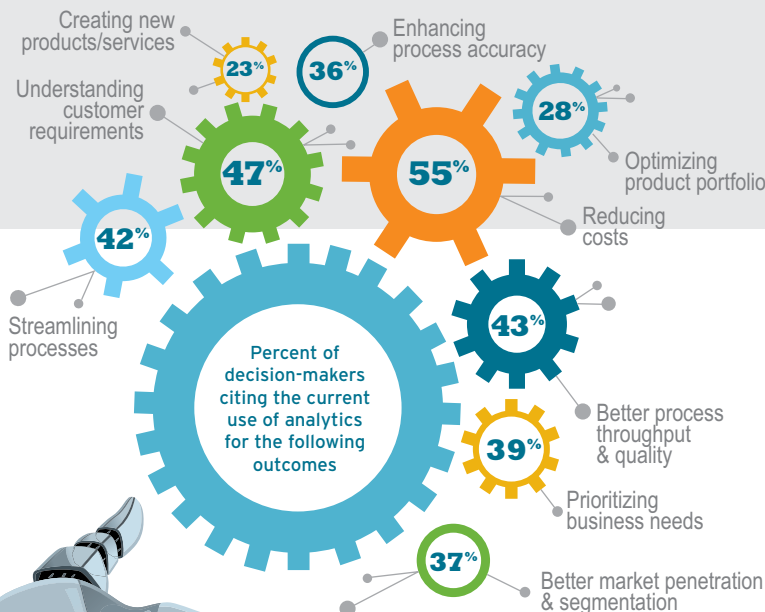 Creating new
products/services
23%
36%
Enhancing
process accuracy
Understanding
customer
requirements
47%
55%
28%
Optimizing
product portfolio
Reducing
costs
42%
Streamlining
processes
43%
Better process
throughput
& quality
Percent of
decision-makers
citing the current
use of analytics
for the following
outcomes
39%
Prioritizing
business needs
37%
Better market penetration
& segmentation